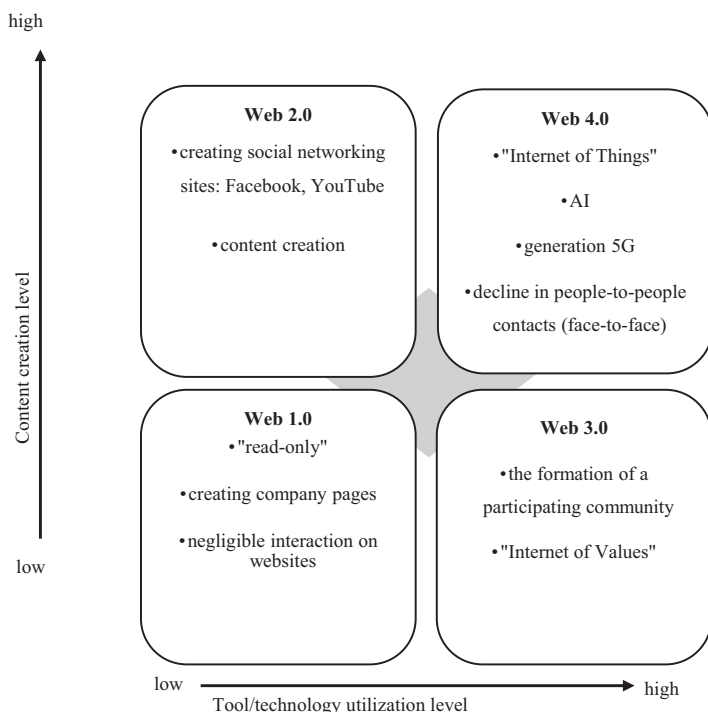 high
Content creation level
low
Web 2.0
•creating social networking
sites: Facebook, YouTube
•content creation
Web 4.0
•"Internet of Things"
•AI
•generation 5G
•decline in people-to-people
contacts (face-to-face)
Web 1.0
•"read-only"
•creating company pages
•negligible interaction on
websites
Web 3.0
•the formation of a
participating community
•"Internet of Values"
low
high
Tool/technology utilization level